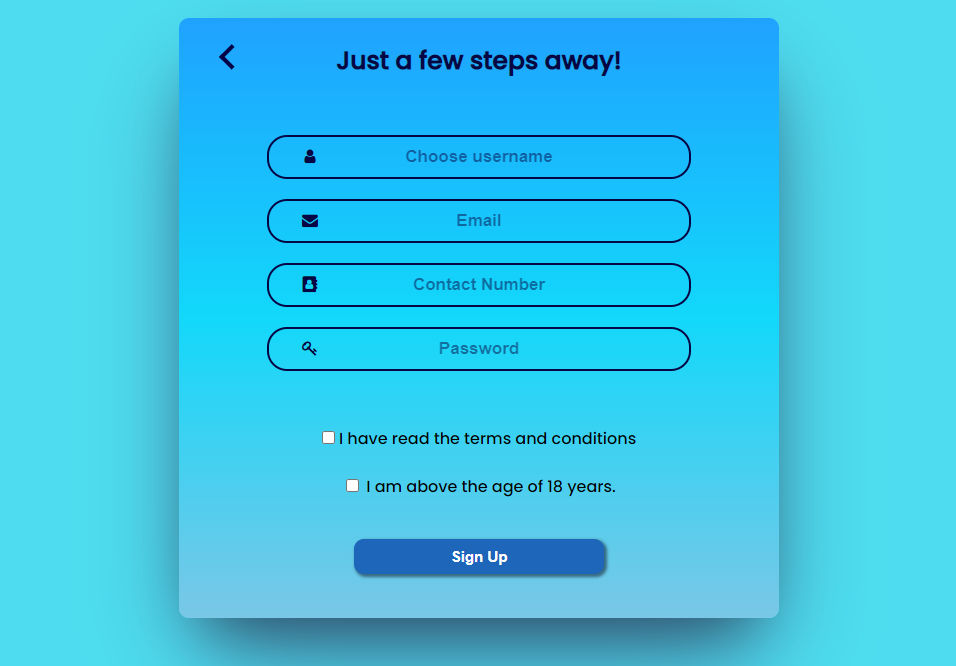 Just a few steps away!
Choose username
Email
Contact Number
Password
I have read the terms and conditions
I am above the age of 18 years.
Sign Up